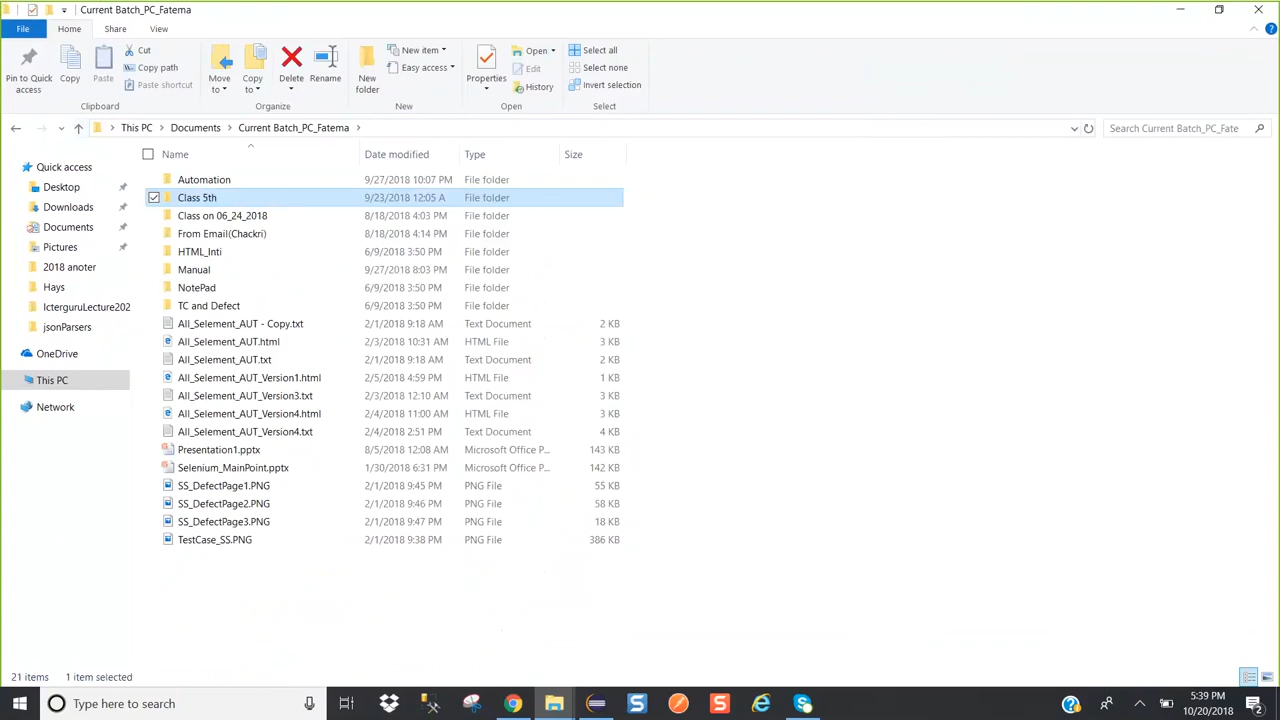 Current Batch_PC_Fatema
File Home Share View
Pin to Quick access
Copy
Paste
Cut
Copy path
Paste shortcut
Clipboard
Move to
Copy to
Delete
Rename
Organize
New folder
New item
Easy access
New
Properties
Open
Edit
History
Open
Select all
Select none
Invert selection
Select
This PC > Documents > Current Batch_PC_Fatema >
Search Current Batch_PC_Fate
Quick access
Desktop
Downloads
Documents
Pictures
2018 anoter
Hays
IcterguruLecture202
jsonParsers
OneDrive
This PC
Network
Name Date modified Type Size
Automation 9/27/2018 10:07 PM File folder
Class 5th 9/23/2018 12:05 A File folder
Class on 06_24_2018 8/18/2018 4:03 PM File folder
From Email(Chackri) 8/18/2018 4:14 PM File folder
HTML_Inti 6/9/2018 3:50 PM File folder
Manual 9/27/2018 8:03 PM File folder
NotePad 6/9/2018 3:50 PM File folder
TC and Defect 6/9/2018 3:50 PM File folder
All_Selement_AUT - Copy.txt 2/1/2018 9:18 AM Text Document 2 KB
All_Selement_AUT.html 2/3/2018 10:31 AM HTML File 3 KB
All_Selement_AUT.txt 2/1/2018 9:18 AM Text Document 2 KB
All_Selement_AUT_Version1.html 2/5/2018 4:59 PM HTML File 1 KB
All_Selement_AUT_Version3.txt 2/3/2018 12:10 AM Text Document 3 KB
All_Selement_AUT_Version4.html 2/4/2018 11:00 AM HTML File 3 KB
All_Selement_AUT_Version4.txt 2/4/2018 2:51 PM Text Document 4 KB
Presentation1.pptx 8/5/2018 12:08 AM Microsoft Office P... 143 KB
Selenium_MainPoint.pptx 1/30/2018 6:31 PM Microsoft Office P... 142 KB
SS_DefectPage1.PNG 2/1/2018 9:45 PM PNG File 55 KB
SS_DefectPage2.PNG 2/1/2018 9:46 PM PNG File 58 KB
SS_DefectPage3.PNG 2/1/2018 9:47 PM PNG File 18 KB
TestCase_SS.PNG 2/1/2018 9:38 PM PNG File 386 KB
21 items 1 item selected
Type here to search
5:39 PM
10/20/2018
2